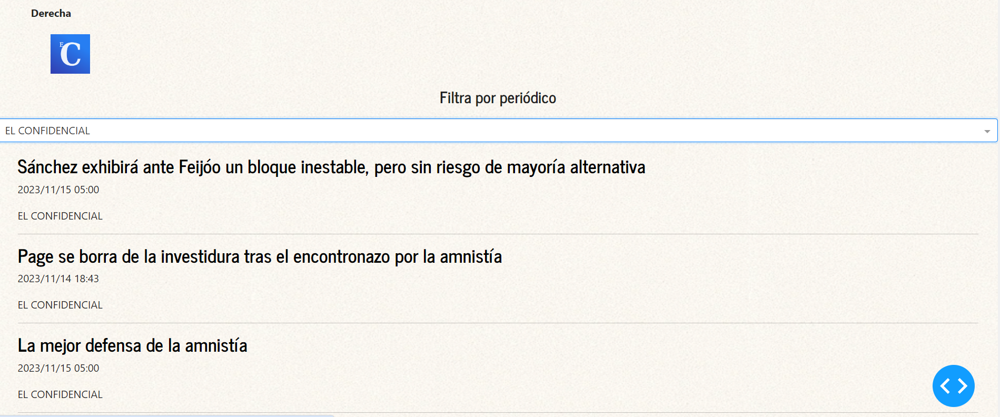 Derecha
E
C
Filtra por periódico
EL CONFIDENCIAL
Sánchez exhibirá ante Feijóo un bloque inestable, pero sin riesgo de mayoría alternativa
2023/11/15 05:00
EL CONFIDENCIAL
Page se borra de la investidura tras el encontronazo por la amnistía
2023/11/14 18:43
EL CONFIDENCIAL
La mejor defensa de la amnistía
2023/11/15 05:00
EL CONFIDENCIAL